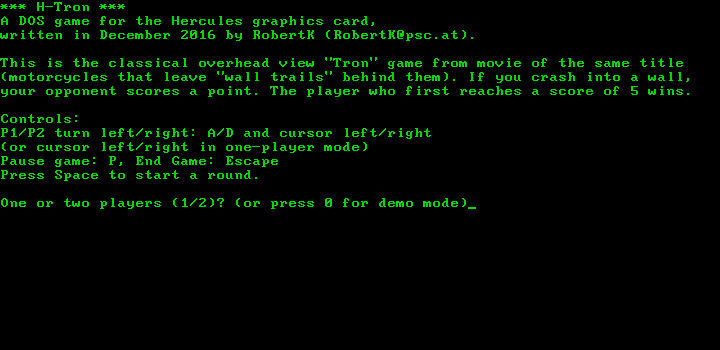 *** H-Tron ***
A DOS game for the Hercules graphics card,
written in December 2016 by RobertK (RobertK@psc.at).
This is the classical overhead view "Tron" game from movie of the same title
(motorcycles that leave "wall trails" behind them). If you crash into a wall,
your opponent scores a point. The player who first reaches a score of 5 wins.
Controls:
P1/P2 turn left/right: A/D and cursor left/right
(or cursor left/right in one-player mode)
Pause game: P, End Game: Escape
Press Space to start a round.
One or two players (1/2)? (or press 0 for demo mode)_